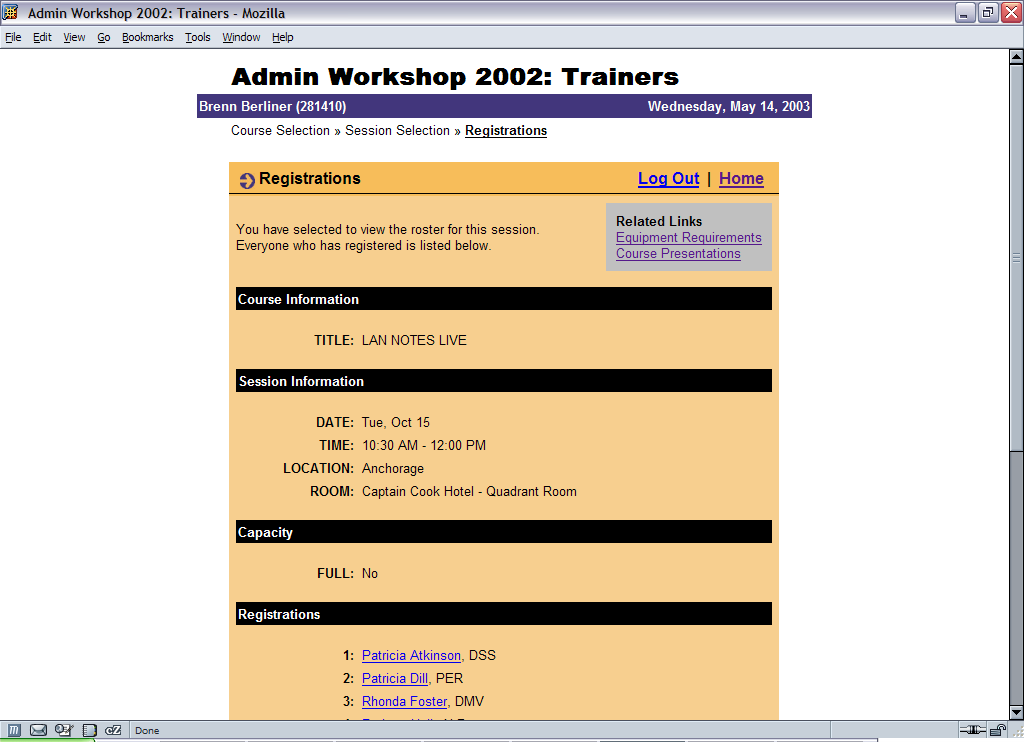 Admin Workshop 2002: Trainers - Mozilla
File Edit View Go Bookmarks Tools Window Help
Admin Workshop 2002: Trainers
Brenn Berliner (281410) Wednesday, May 14, 2003
Course Selection » Session Selection » Registrations
Registrations Log Out | Home
You have selected to view the roster for this session.
Everyone who has registered is listed below.
Related Links
Equipment Requirements
Course Presentations
Course Information
TITLE: LAN NOTES LIVE
Session Information
DATE: Tue, Oct 15
TIME: 10:30 AM - 12:00 PM
LOCATION: Anchorage
ROOM: Captain Cook Hotel - Quadrant Room
Capacity
FULL: No
Registrations
1: Patricia Atkinson, DSS
2: Patricia Dill, PER
3: Rhonda Foster, DMV
cZ Done